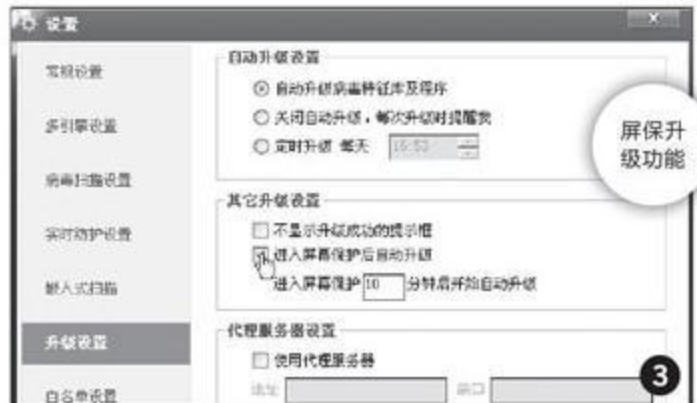 设置
常规设置
多引擎设置
病毒扫描设置
实时防护设置
嵌入式扫描
升级设置
白名单设置
自动升级设置
自动升级病毒特征库及程序
关闭自动升级，每次升级时提醒我
定时升级 每天 15:53
其它升级设置
不显示升级成功的提示框
进入屏幕保护后自动升级
进入屏幕保护 10 分钟后开始自动升级
代理服务器设置
使用代理服务器
地址 端口
屏保升
级功能
3